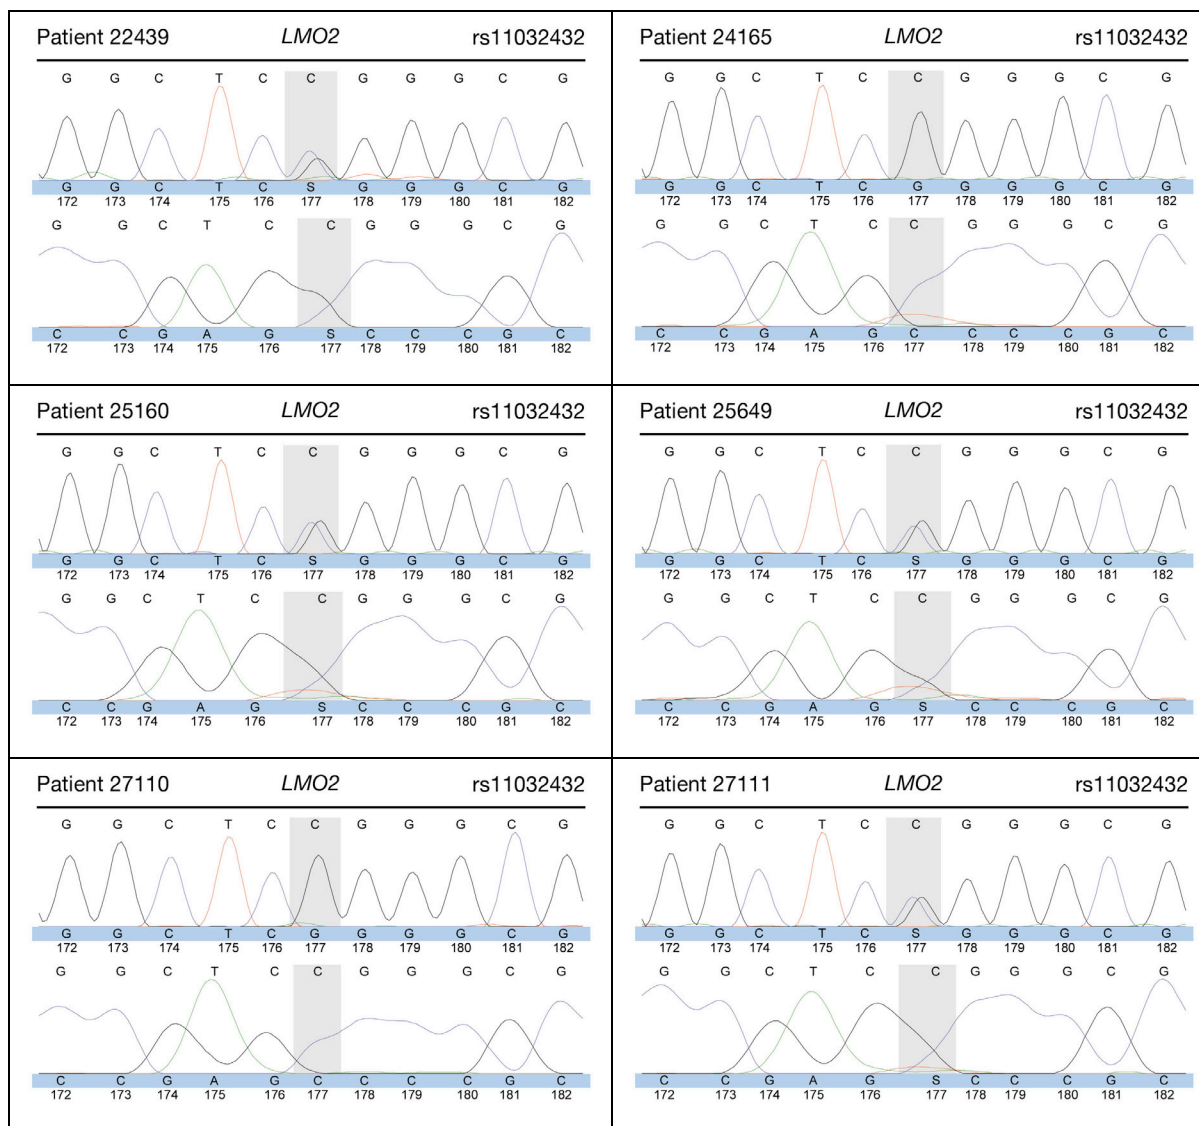 Patient 22439 LMO2 rs11032432
G G C T C C G G G C G
G G C T C S G G G C G
172 173 174 175 176 177 178 179 180 181 182
G G C T C C G G G C G
C C G A G S C C C G C
172 173 174 175 176 177 178 179 180 181 182
Patient 24165 LMO2 rs11032432
G G C T C C G G G C G
G G C T C G G G G C G
172 173 174 175 176 177 178 179 180 181 182
G G C T C C G G G C G
C C G A G C C C C G C
172 173 174 175 176 177 178 179 180 181 182
Patient 25160 LMO2 rs11032432
G G C T C C G G G C G
G G C T C S G G G C G
172 173 174 175 176 177 178 179 180 181 182
G G C T C C G G G C G
C C G A G S C C C G C
172 173 174 175 176 177 178 179 180 181 182
Patient 25649 LMO2 rs11032432
G G C T C C G G G C G
G G C T C S G G G C G
172 173 174 175 176 177 178 179 180 181 182
G G C T C C G G G C G
C C G A G S C C C G C
172 173 174 175 176 177 178 179 180 181 182
Patient 27110 LMO2 rs11032432
G G C T C C G G G C G
G G C T C G G G G C G
172 173 174 175 176 177 178 179 180 181 182
G G C T C C G G G C G
C C G A G C C C C G C
172 173 174 175 176 177 178 179 180 181 182
Patient 27111 LMO2 rs11032432
G G C T C C G G G C G
G G C T C S G G G C G
172 173 174 175 176 177 178 179 180 181 182
G G C T C C G G G C G
C C G A G S C C C G C
172 173 174 175 176 177 178 179 180 181 182